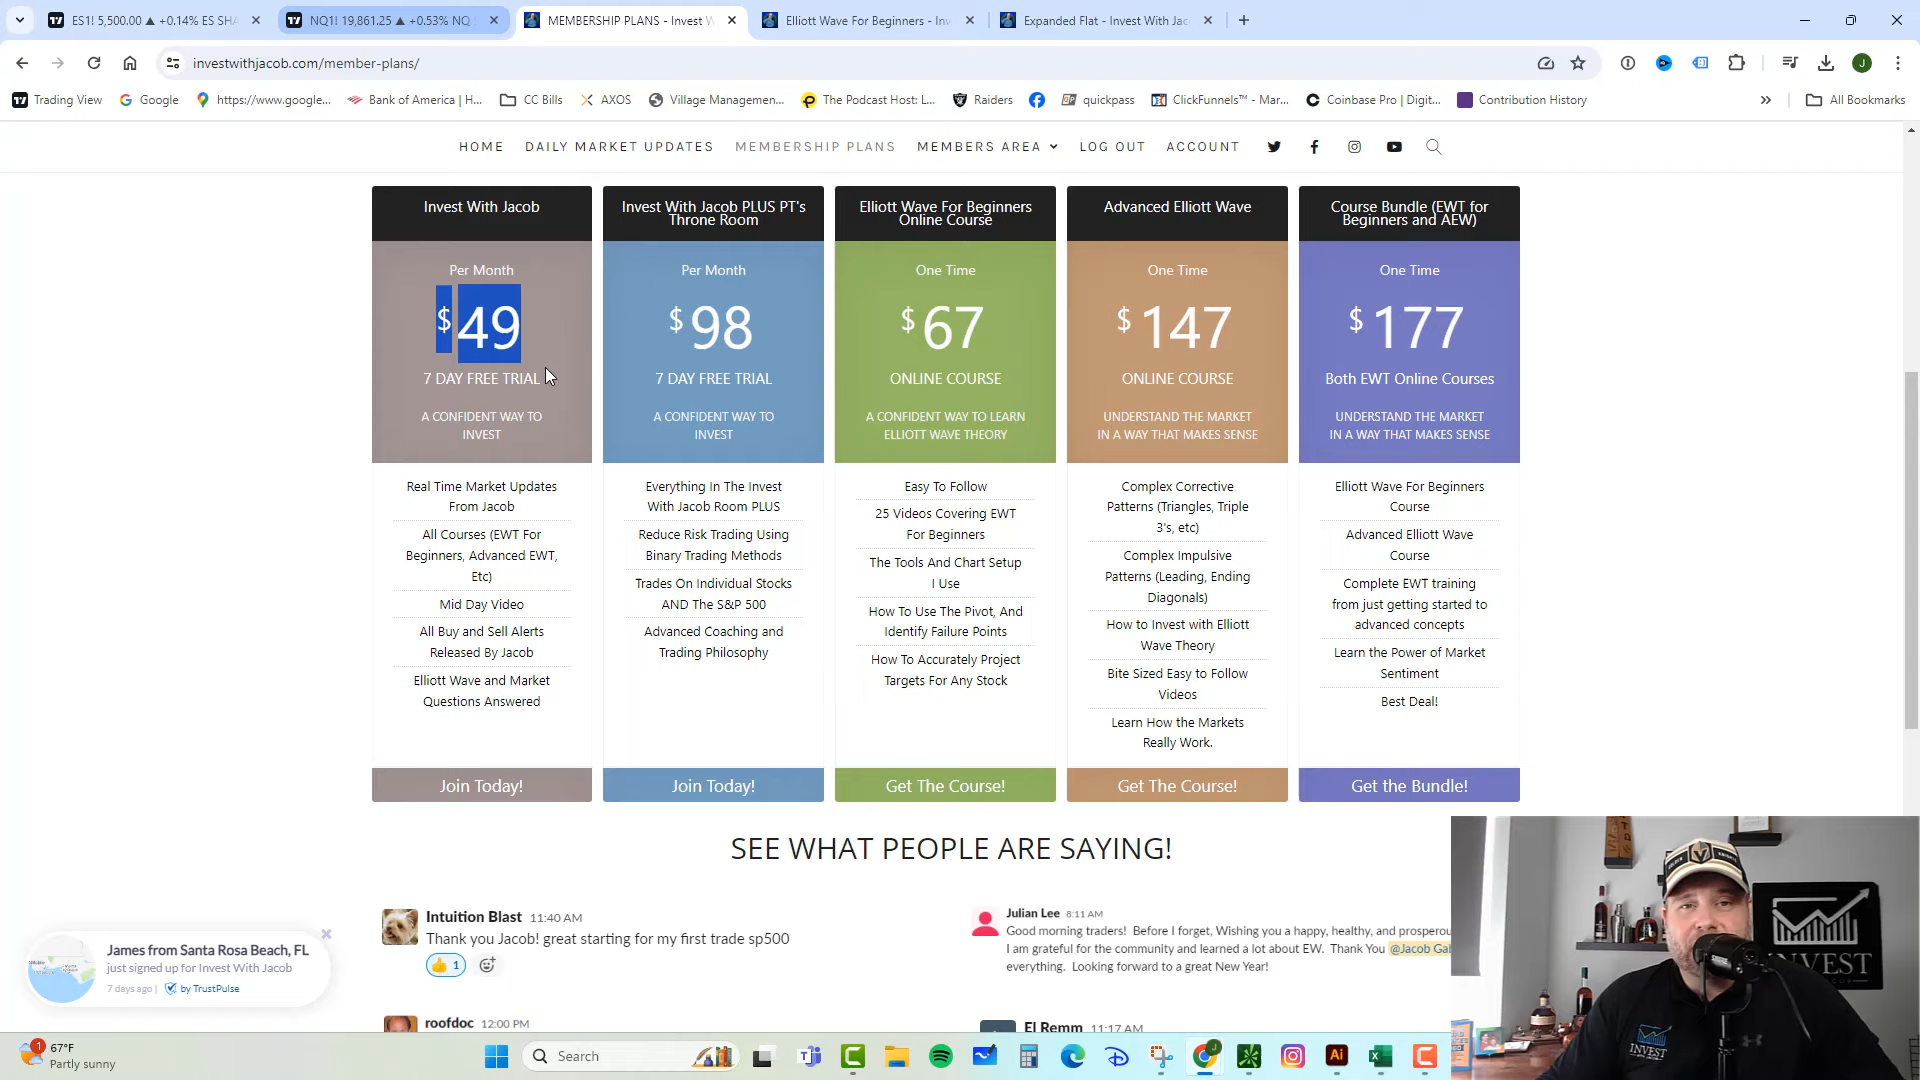 ES1! 5,500.00 ▲ +0.14% ES SHA
NQ1! 19,861.25 ▲ +0.53% NQ
MEMBERSHIP PLANS - Invest W
Elliott Wave For Beginners - Inv
Expanded Flat - Invest With Jac
investwithjacob.com/member-plans/
J
Trading View
Google
https://www.google...
Bank of America | H...
CC Bills
AXOS
Village Managemen...
The Podcast Host: L...
Raiders
quickpass
ClickFunnels™ - Mar...
Coinbase Pro | Digit...
Contribution History
All Bookmarks
HOME DAILY MARKET UPDATES MEMBERSHIP PLANS MEMBERS AREA LOG OUT ACCOUNT
Invest With Jacob
Per Month
$49
7 DAY FREE TRIAL
A CONFIDENT WAY TO
INVEST
Real Time Market Updates
From Jacob
All Courses (EWT For
Beginners, Advanced EWT,
Etc)
Mid Day Video
All Buy and Sell Alerts
Released By Jacob
Elliott Wave and Market
Questions Answered
Join Today!
Invest With Jacob PLUS PT's
Throne Room
Per Month
$98
7 DAY FREE TRIAL
A CONFIDENT WAY TO
INVEST
Everything In The Invest
With Jacob Room PLUS
Reduce Risk Trading Using
Binary Trading Methods
Trades On Individual Stocks
AND The S&P 500
Advanced Coaching and
Trading Philosophy
Join Today!
Elliott Wave For Beginners
Online Course
One Time
$67
ONLINE COURSE
A CONFIDENT WAY TO LEARN
ELLIOTT WAVE THEORY
Easy To Follow
25 Videos Covering EWT
For Beginners
The Tools And Chart Setup
I Use
How To Use The Pivot, And
Identify Failure Points
How To Accurately Project
Targets For Any Stock
Get The Course!
Advanced Elliott Wave
One Time
$147
ONLINE COURSE
UNDERSTAND THE MARKET
IN A WAY THAT MAKES SENSE
Complex Corrective
Patterns (Triangles, Triple
3's, etc)
Complex Impulsive
Patterns (Leading, Ending
Diagonals)
How to Invest with Elliott
Wave Theory
Bite Sized Easy to Follow
Videos
Learn How the Markets
Really Work.
Get The Course!
Course Bundle (EWT for
Beginners and AEW)
One Time
$177
Both EWT Online Courses
UNDERSTAND THE MARKET
IN A WAY THAT MAKES SENSE
Elliott Wave For Beginners
Course
Advanced Elliott Wave
Course
Complete EWT training
from just getting started to
advanced concepts
Learn the Power of Market
Sentiment
Best Deal!
Get the Bundle!
SEE WHAT PEOPLE ARE SAYING!
Intuition Blast 11:40 AM
Thank you Jacob! great starting for my first trade sp500
1
roofdoc 12:00 PM
Julian Lee 8:11 AM
Good morning traders! Before I forget, Wishing you a happy, healthy, and prosperou
I am grateful for the community and learned a lot about EW. Thank You @Jacob Gal
everything. Looking forward to a great New Year!
El Remm 11:17 AM
James from Santa Rosa Beach, FL
just signed up for Invest With Jacob
7 days ago | by TrustPulse
INVEST
INVEST
1
67°F
Partly sunny
Search